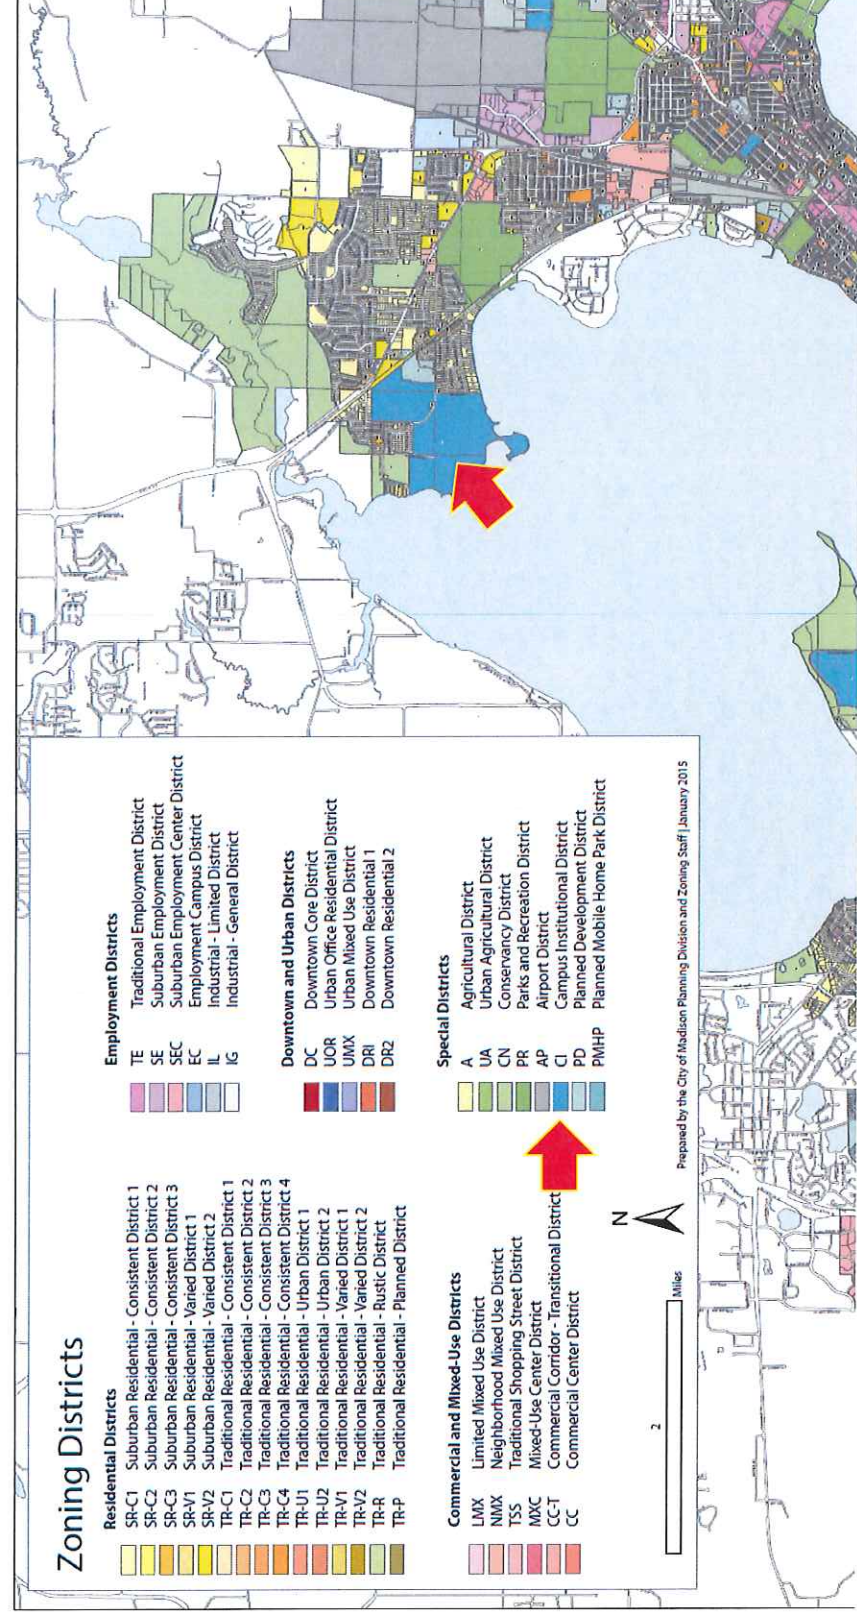 Zoning Districts
Residential Districts
SR-C1 Suburban Residential - Consistent District 1
SR-C2 Suburban Residential - Consistent District 2
SR-C3 Suburban Residential - Consistent District 3
SR-V1 Suburban Residential - Varied District 1
SR-V2 Suburban Residential - Varied District 2
TR-C1 Traditional Residential - Consistent District 1
TR-C2 Traditional Residential - Consistent District 2
TR-C3 Traditional Residential - Consistent District 3
TR-C4 Traditional Residential - Consistent District 4
TR-U1 Traditional Residential - Urban District 1
TR-U2 Traditional Residential - Urban District 2
TR-V1 Traditional Residential - Varied District 1
TR-V2 Traditional Residential - Varied District 2
TR-R Traditional Residential - Rustic District
TR-P Traditional Residential - Planned District
Commercial and Mixed-Use Districts
LMX Limited Mixed Use District
NMX Neighborhood Mixed Use District
TSS Traditional Shopping Street District
MXC Mixed-Use Center District
CC-T Commercial Corridor - Transitional District
CC Commercial Center District
Employment Districts
TE Traditional Employment District
SE Suburban Employment District
SEC Suburban Employment Center District
EC Employment Campus District
IL Industrial - Limited District
IG Industrial - General District
Downtown and Urban Districts
DC Downtown Core District
UOR Urban Office Residential District
UMX Urban Mixed Use District
DRI Downtown Residential 1
DR2 Downtown Residential 2
Special Districts
A Agricultural District
UA Urban Agricultural District
CN Conservancy District
PR Parks and Recreation District
AP Airport District
CI Campus Institutional District
PD Planned Development District
PMHP Planned Mobile Home Park District
N
2
Miles
Prepared by the City of Madison Planning Division and Zoning Staff | January 2015